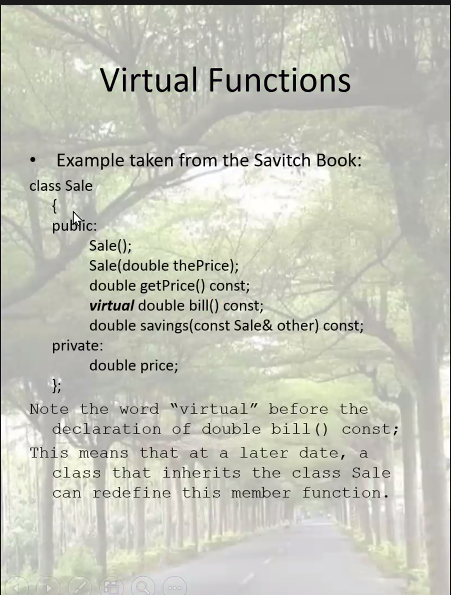 Virtual Functions
• Example taken from the Savitch Book:
class Sale
{
public:
Sale();
Sale(double thePrice);
double getPrice() const;
virtual double bill() const;
double savings(const Sale& other) const;
private:
double price;
};
Note the word “virtual” before the
declaration of double bill() const;
This means that at a later date, a
class that inherits the class Sale
can redefine this member function.